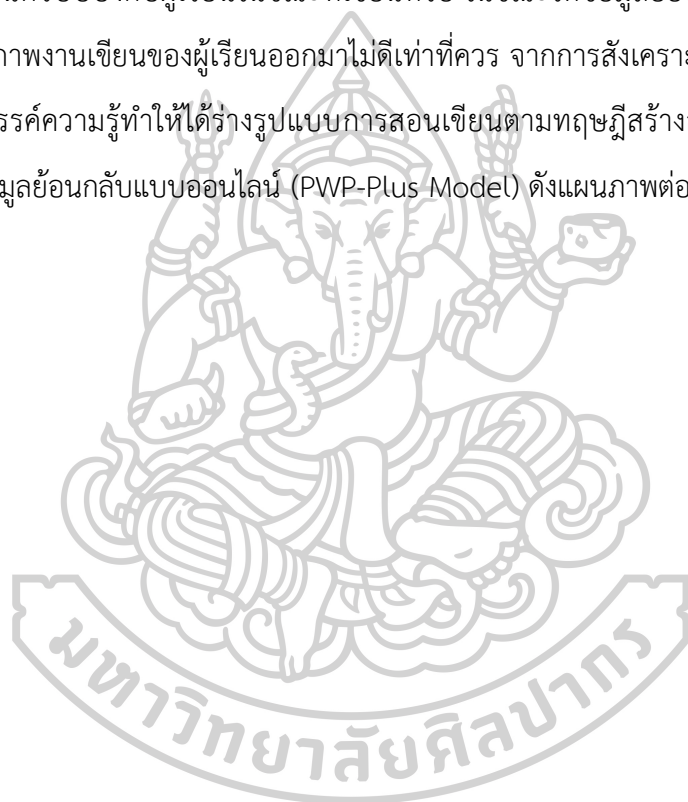 ภาพงานเขียนของผู้เรียนออกมาไม่ดีเท่าที่ควร จากการสังเคราะ
รรค์ความรู้ทำให้ได้ร่างรูปแบบการสอนเขียนตามทฤษฎีสร้าง
มูลย้อนกลับแบบออนไลน์ (PWP-Plus Model) ดังแผนภาพต่อ
มหาวิทยาลัยศิลปากร